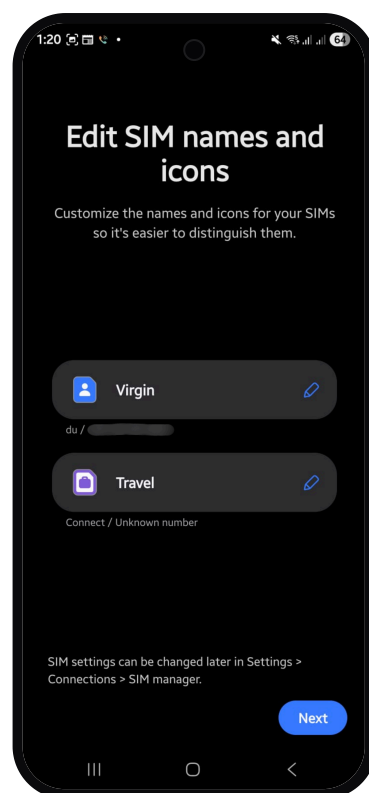 1:20
64
Edit SIM names and
icons
Customize the names and icons for your SIMs
so it's easier to distinguish them.
Virgin
du /
Travel
Connect / Unknown number
SIM settings can be changed later in Settings >
Connections > SIM manager.
Next